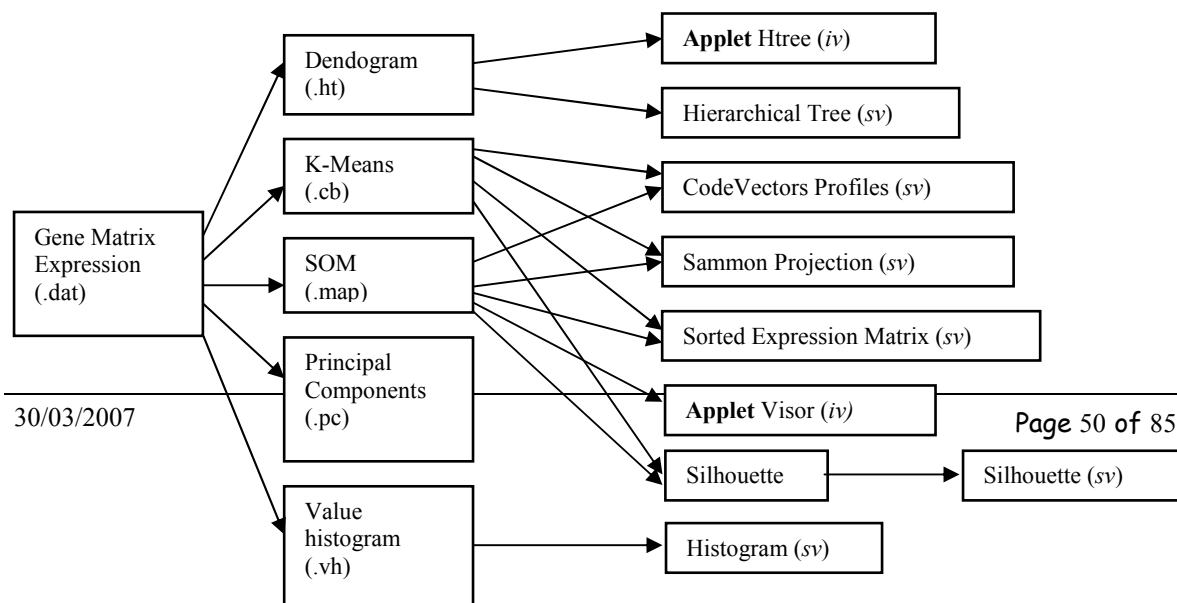 Gene Matrix
Expression
(.dat)
Dendogram
(.ht)
K-Means
(.cb)
SOM
(.map)
Principal
Components
(.pc)
Value
histogram
(.vh)
Applet Htree (iv)
Hierarchical Tree (sv)
CodeVectors Profiles (sv)
Sammon Projection (sv)
Sorted Expression Matrix (sv)
Applet Visor (iv)
Silhouette
Silhouette (sv)
Histogram (sv)
30/03/2007
Page 50 of 85